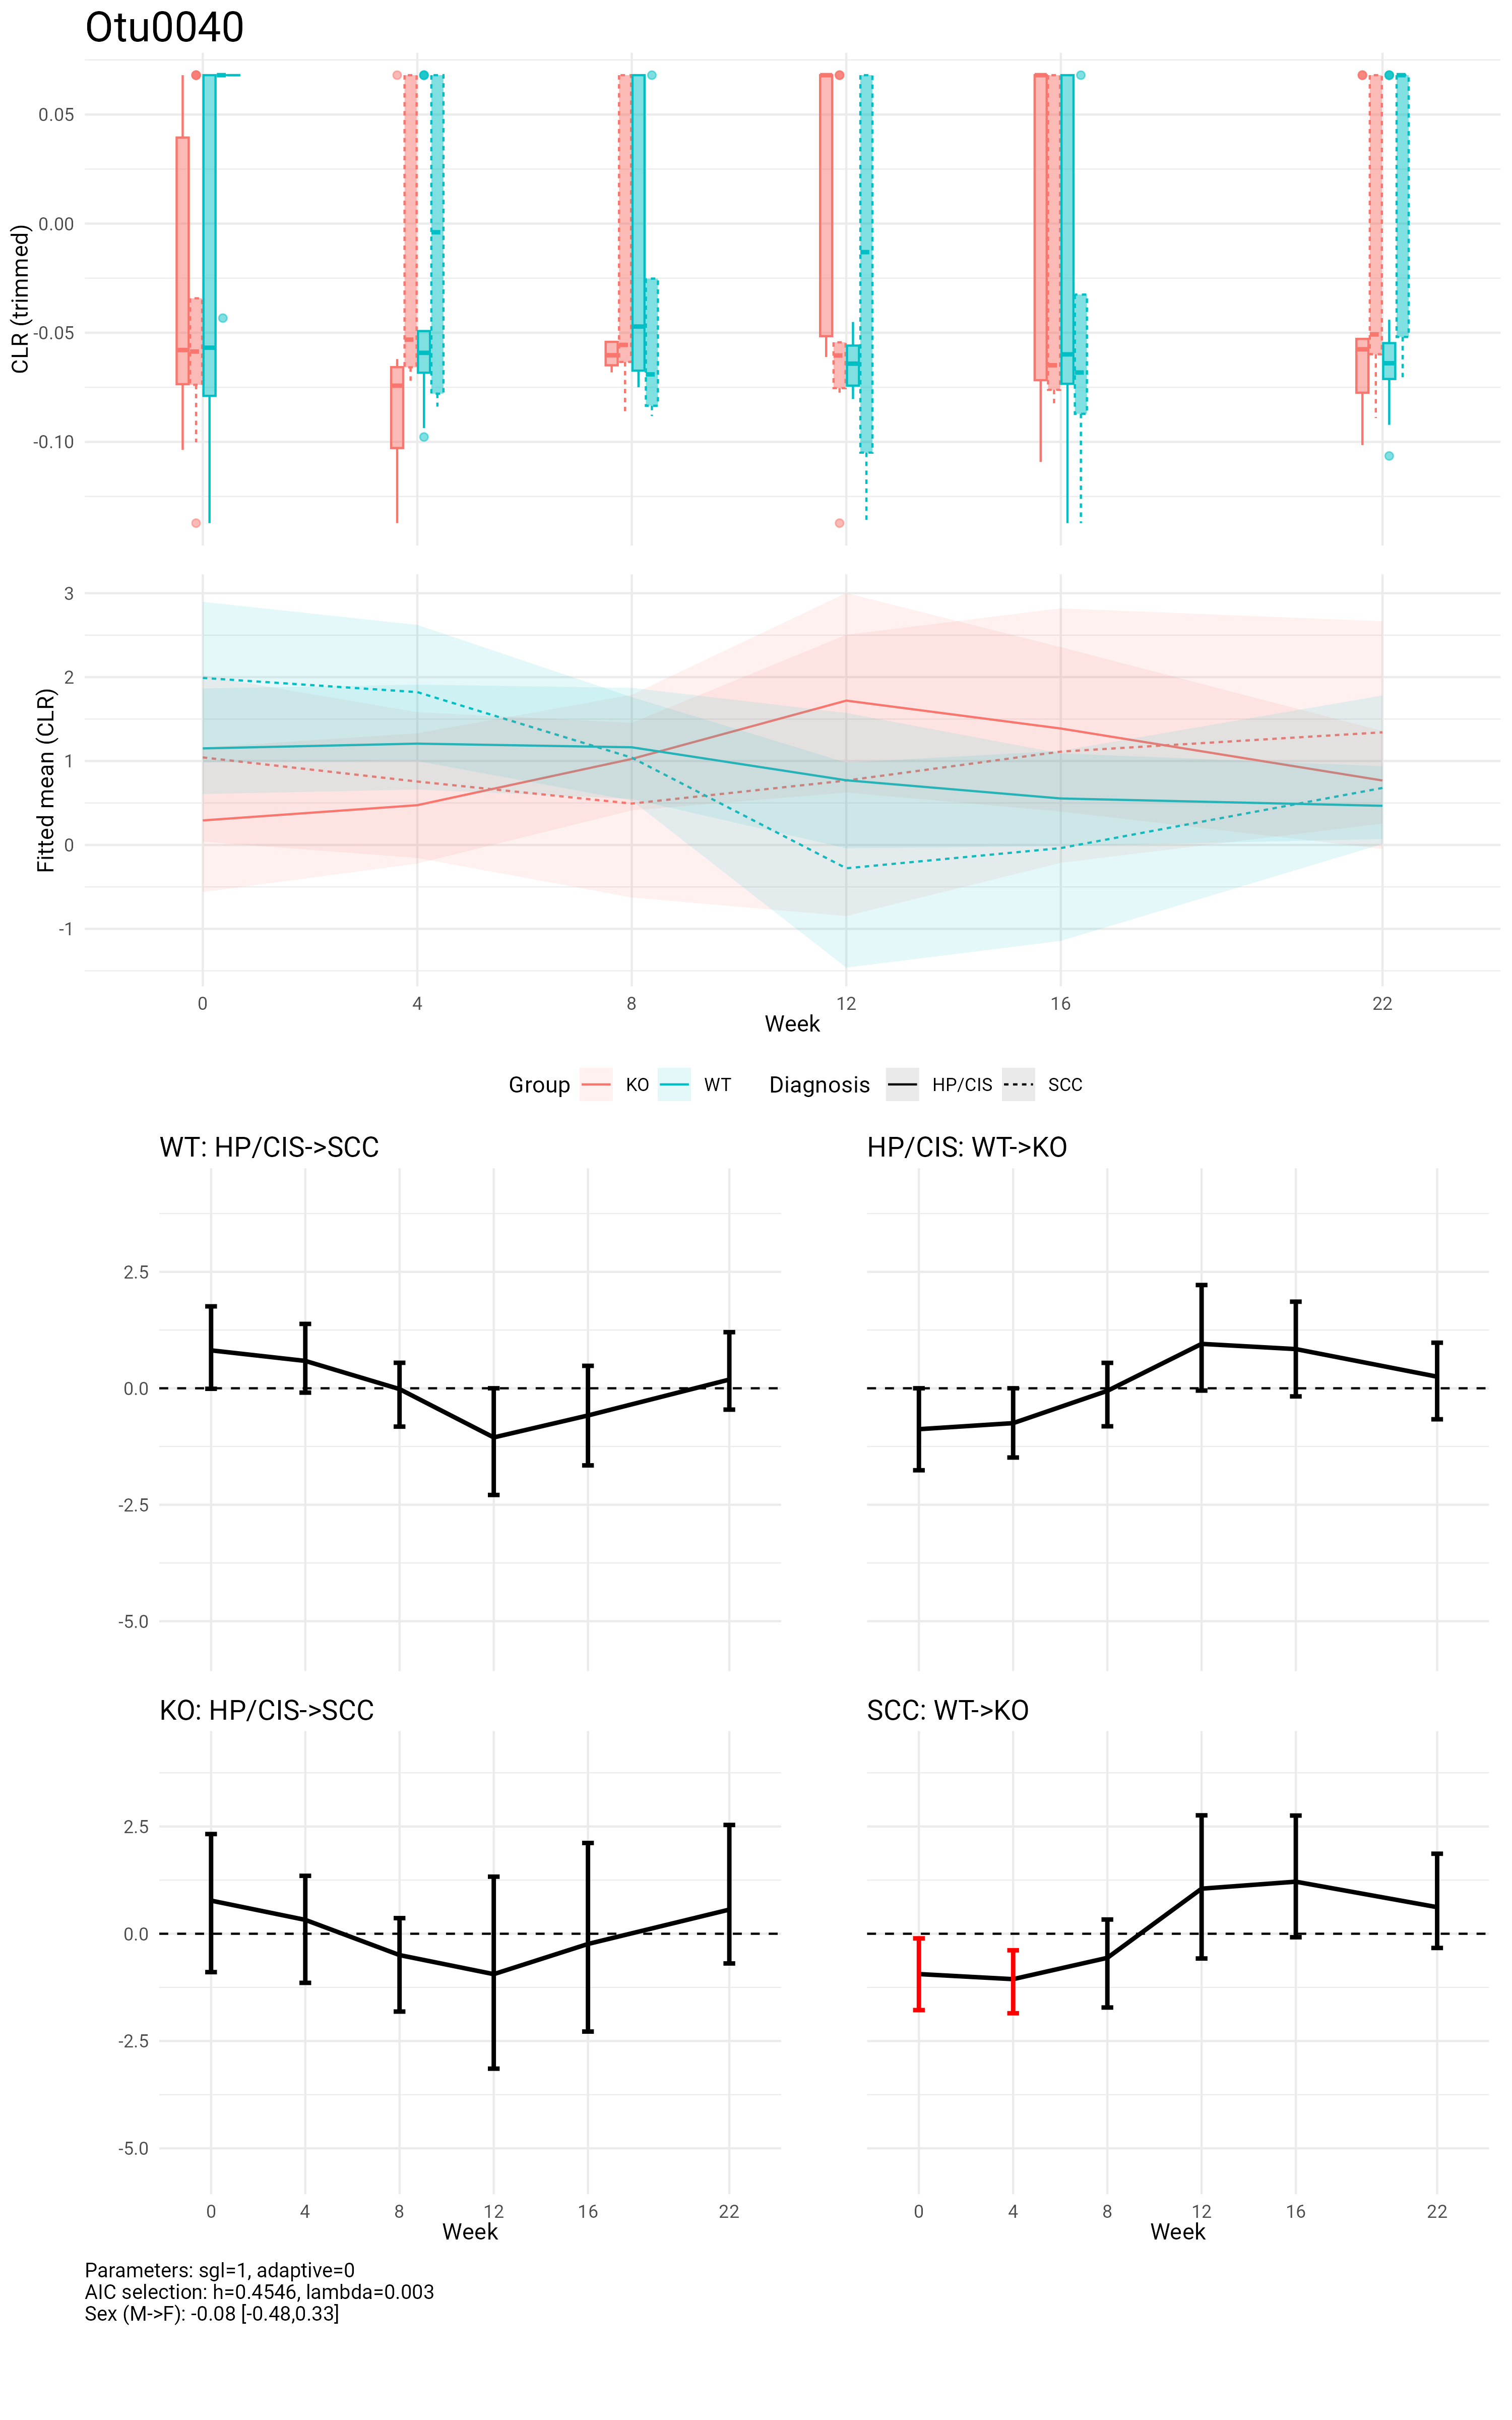 Otu0040
CLR (trimmed)
0.05
0.00
-0.05
-0.10
Fitted mean (CLR)
3
2
1
0
-1
0 4 8 12 16 22
Week
Group KO WT Diagnosis HP/CIS SCC
WT: HP/CIS->SCC
2.5
0.0
-2.5
-5.0
HP/CIS: WT->KO
KO: HP/CIS->SCC
2.5
0.0
-2.5
-5.0
0 4 8 12 16 22
Week
SCC: WT->KO
0 4 8 12 16 22
Week
Parameters: sgl=1, adaptive=0
AIC selection: h=0.4546, lambda=0.003
Sex (M->F): -0.08 [-0.48,0.33]